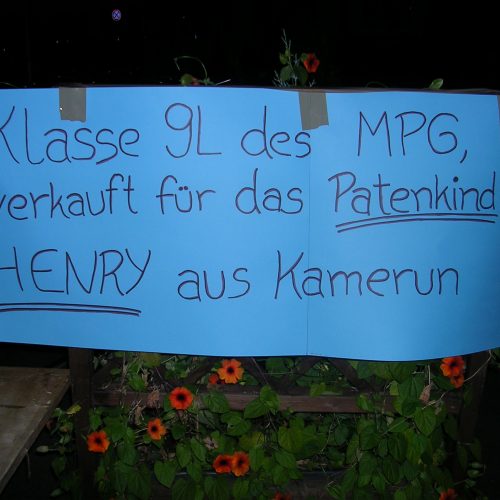 Klasse 9L des MPG,
verkauft für das Patenkind
HENRY aus Kamerun